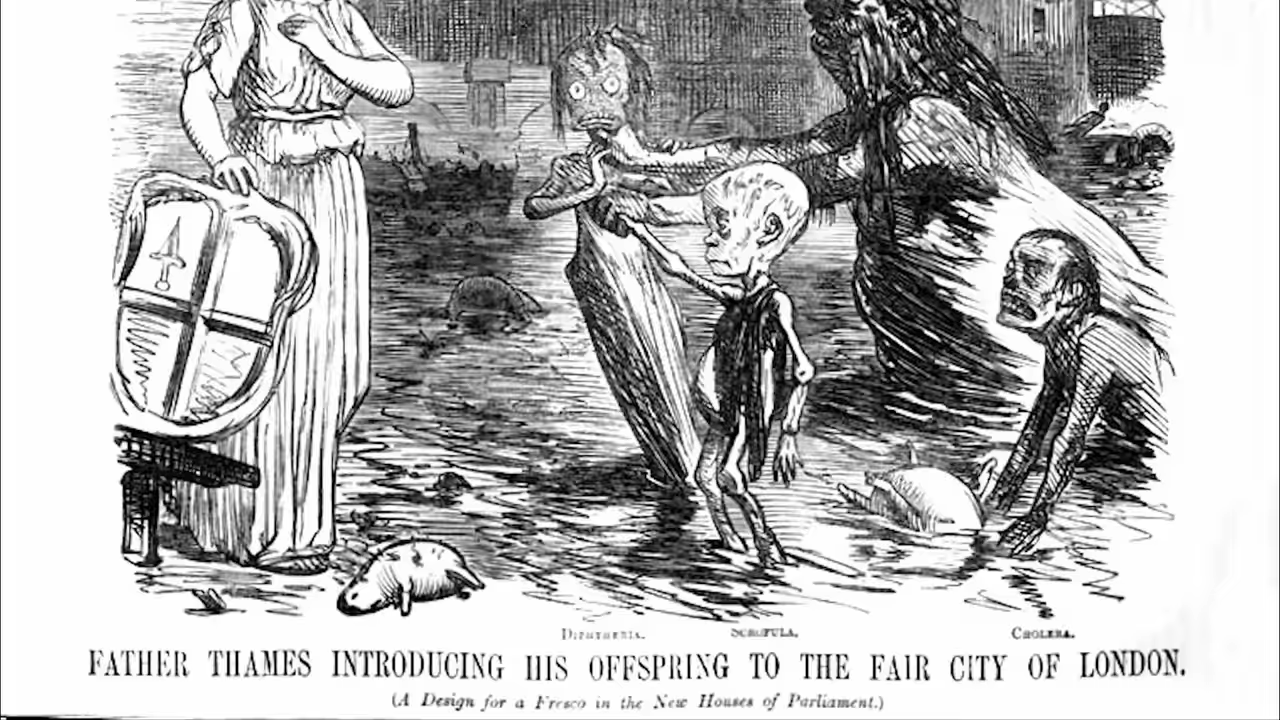 DIPHTHERIA. SCROFULA. CHOLERA.
FATHER THAMES INTRODUCING HIS OFFSPRING TO THE FAIR CITY OF LONDON.
(A Design for a Fresco in the New Houses of Parliament.)